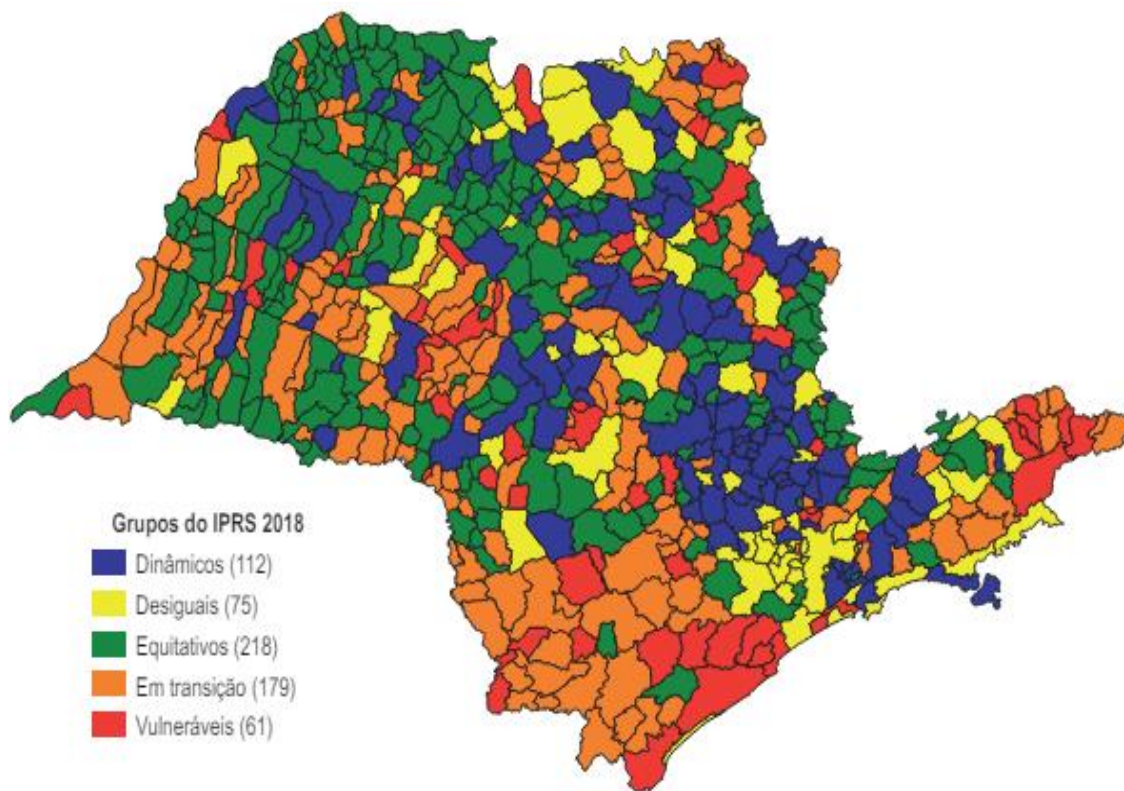 Grupos do IPRS 2018
Dinâmicos (112)
Desiguais (75)
Equitativos (218)
Em transição (179)
Vulneráveis (61)